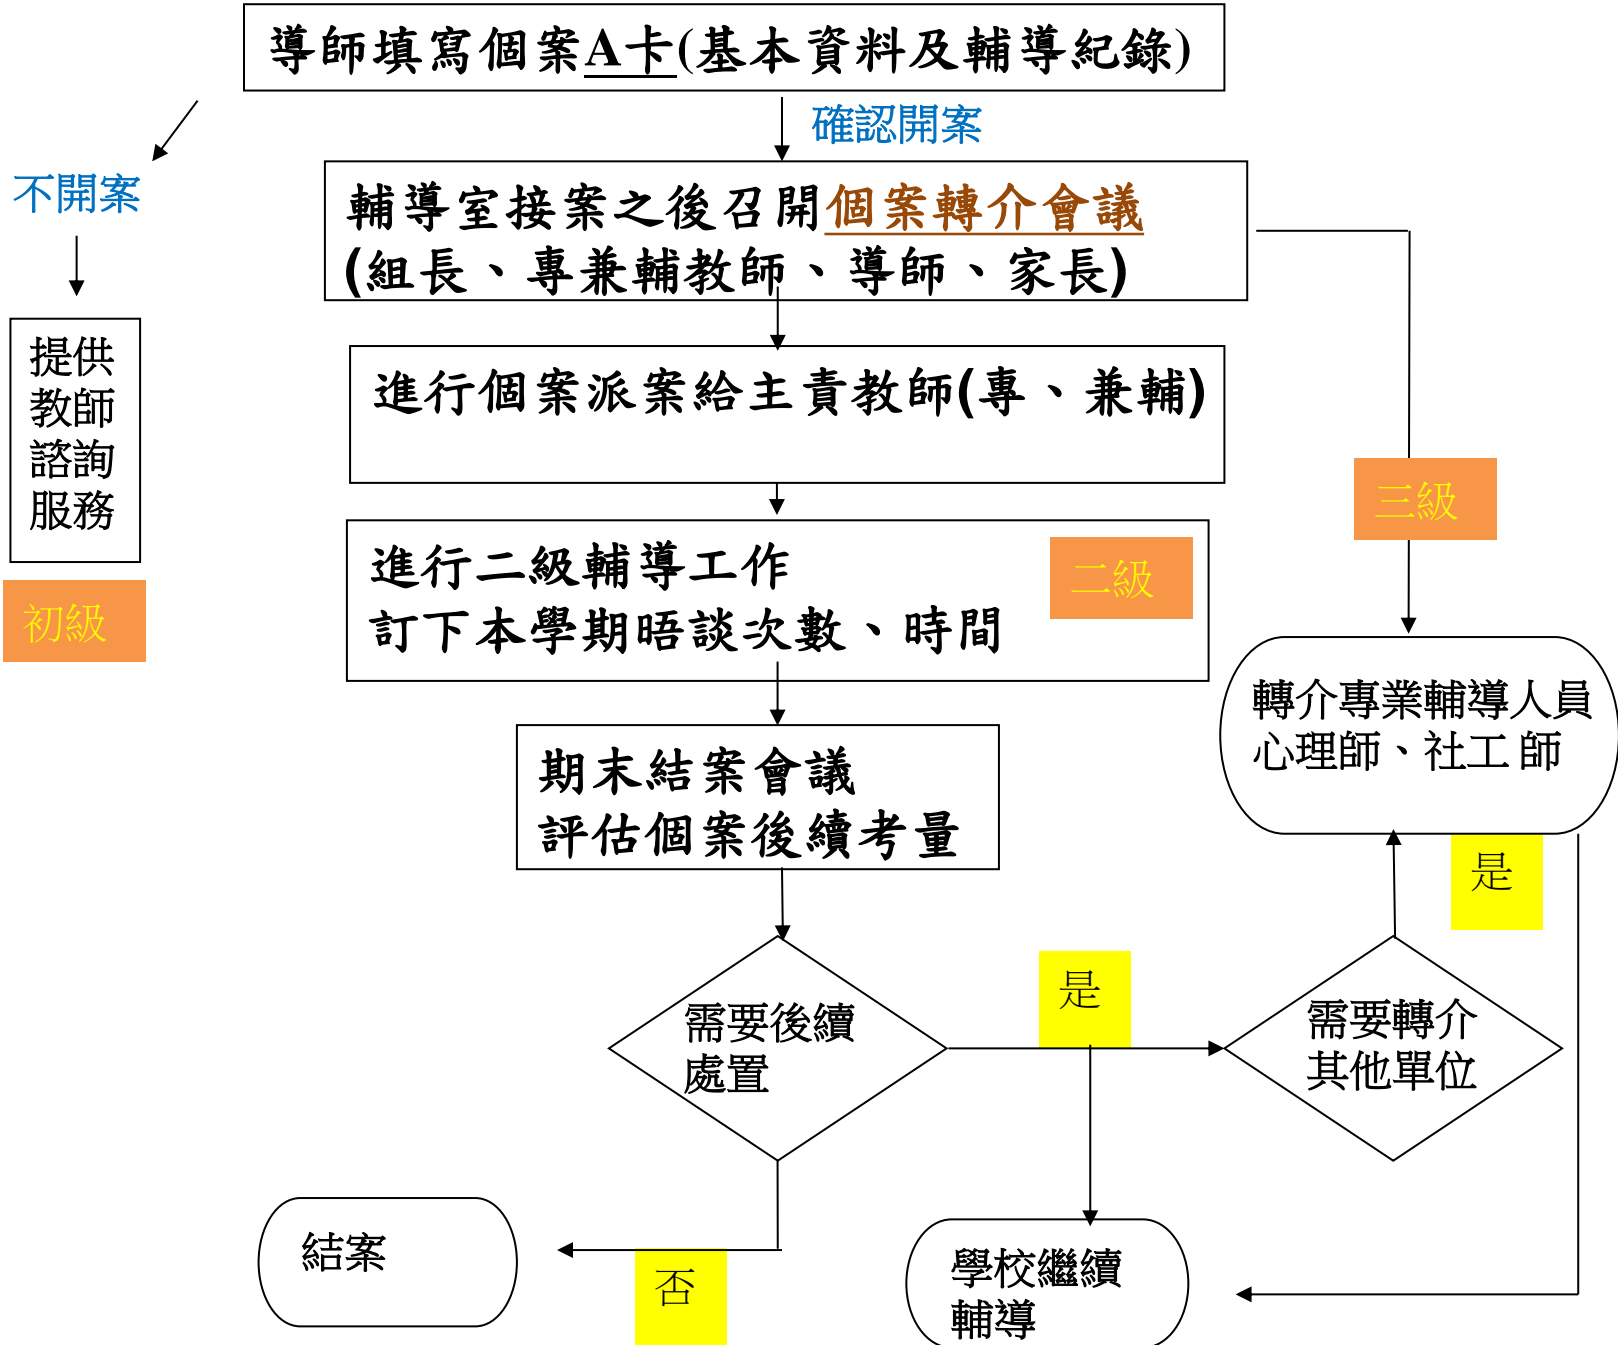 導師填寫個案A卡(基本資料及輔導紀錄)
確認開案
不開案
輔導室接案之後召開個案轉介會議
(組長、專兼輔教師、導師、家長)
提供
教師
諮詢
服務
初級
進行個案派案給主責教師(專、兼輔)
三級
進行二級輔導工作
訂下本學期晤談次數、時間
二級
轉介專業輔導人員
心理師、社工 師
期末結案會議
評估個案後續考量
是
需要後續
處置
是
需要轉介
其他單位
結案
否
學校繼續
輔導